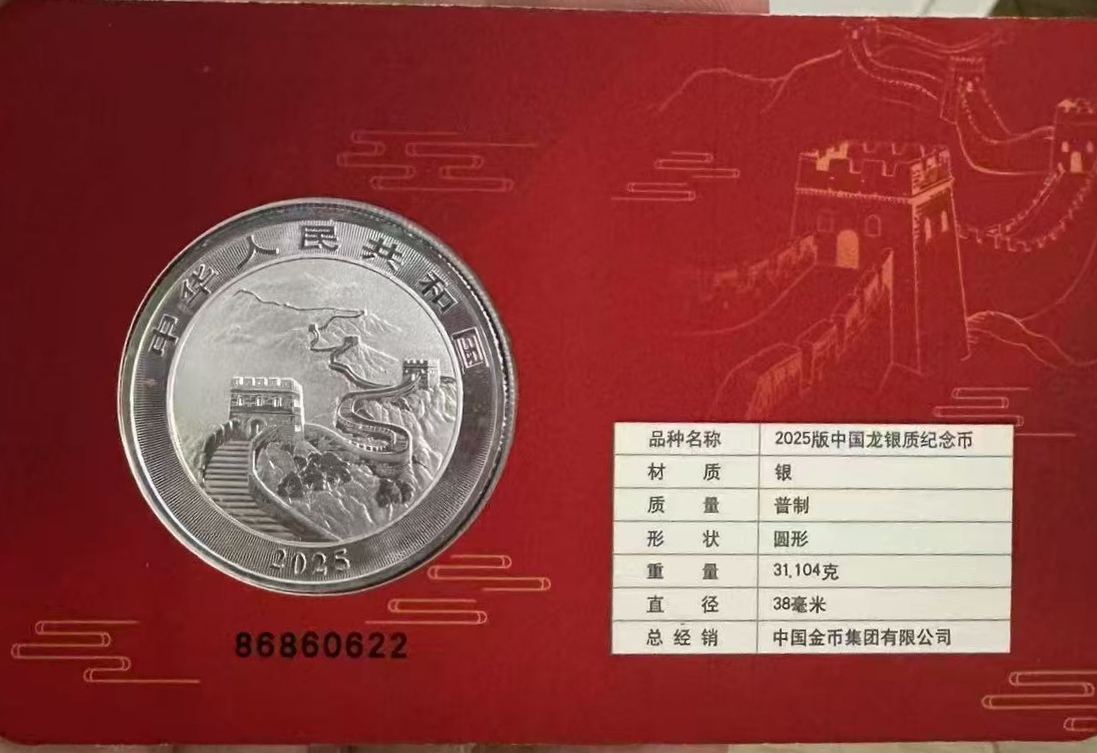 中华人民共和国
2025
86860622
品种名称 2025版中国龙银质纪念币
材质 银
质量 普制
形状 圆形
重量 31.104克
直径 38毫米
总经销 中国金币集团有限公司